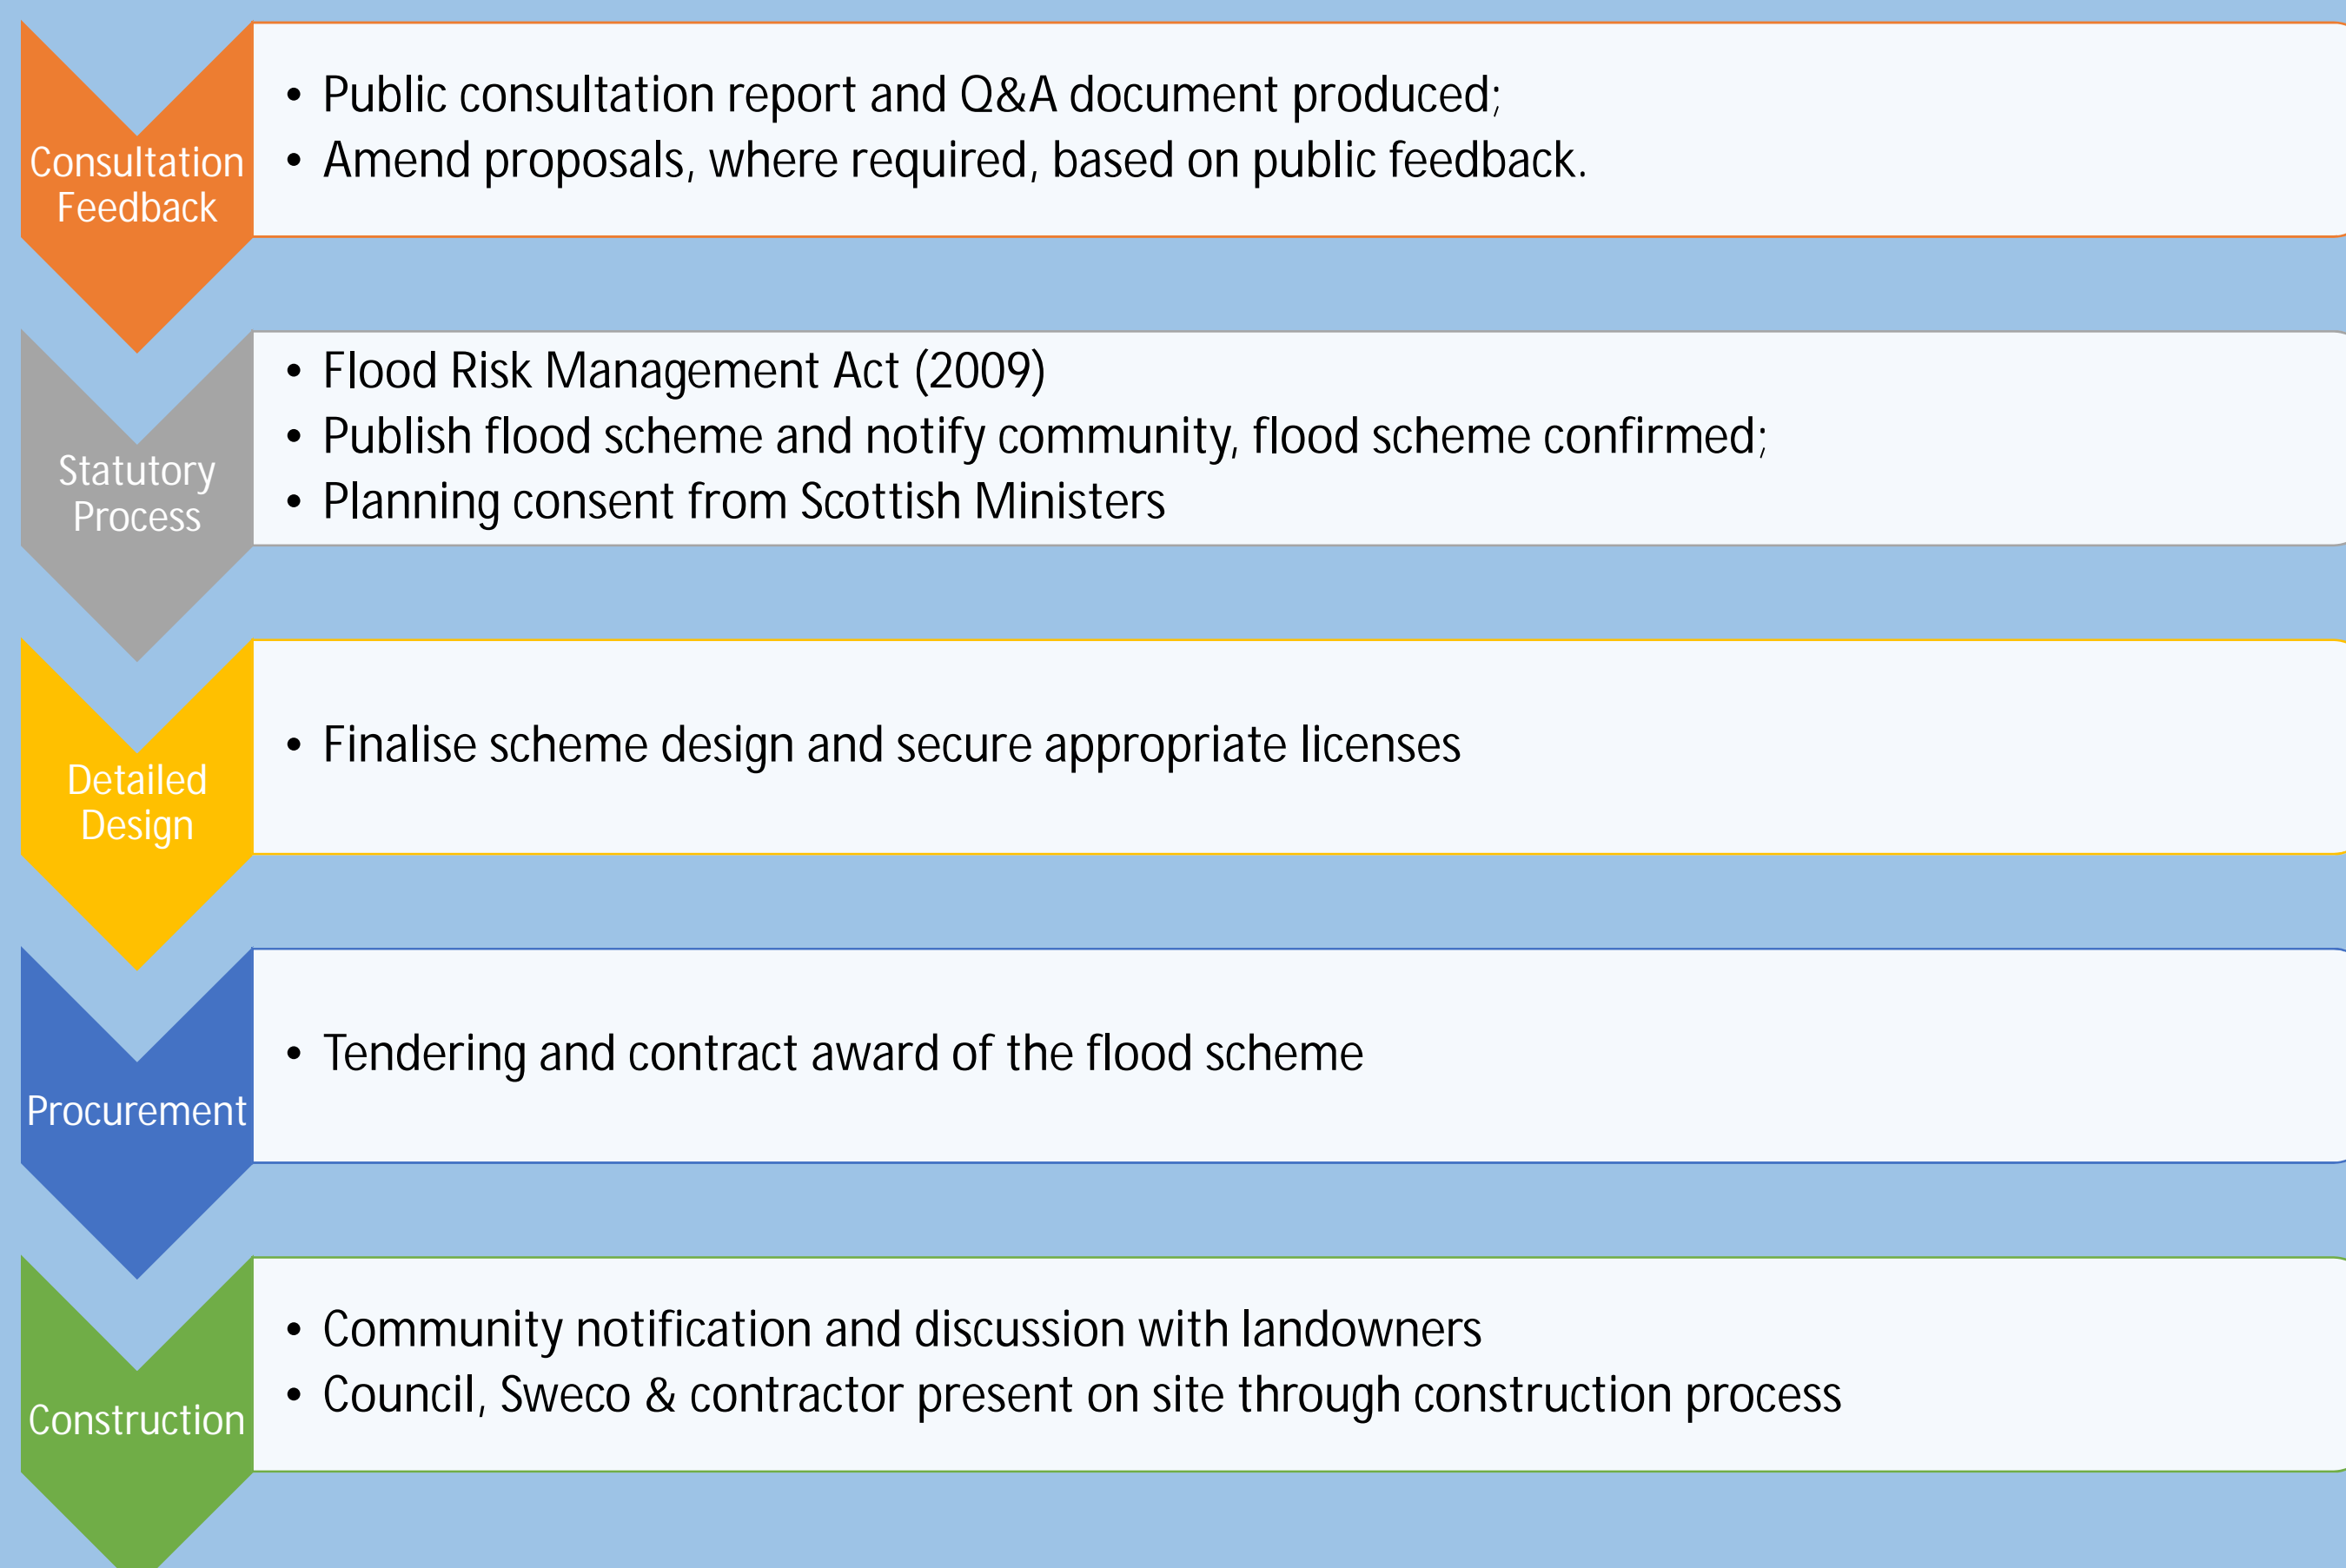 Consultation
Feedback
• Public consultation report and Q&A document produced;
• Amend proposals, where required, based on public feedback.
Statutory
Process
• Flood Risk Management Act (2009)
• Publish flood scheme and notify community, flood scheme confirmed;
• Planning consent from Scottish Ministers
Detailed
Design
• Finalise scheme design and secure appropriate licenses
Procurement
• Tendering and contract award of the flood scheme
Construction
• Community notification and discussion with landowners
• Council, Sweco & contractor present on site through construction process